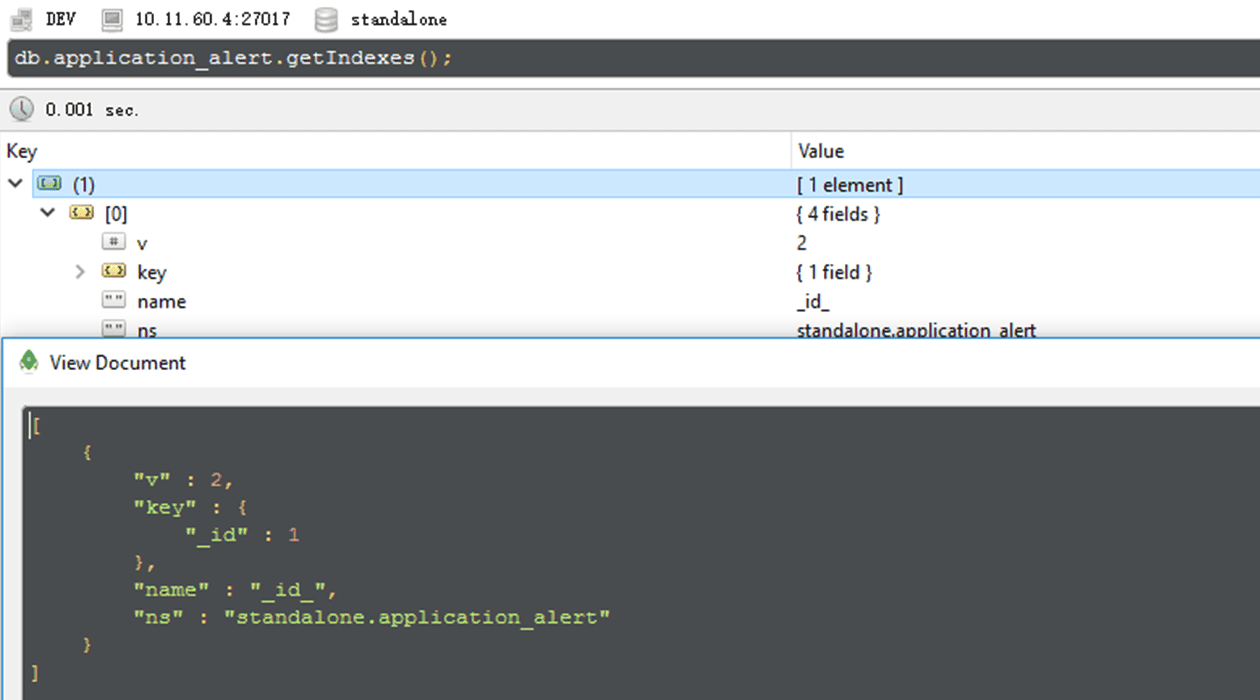 DEV 10.11.60.4:27017 standalone
db.application_alert.getIndexes();
0.001 sec.
Key Value
(1) [ 1 element ]
[0] { 4 fields }
v 2
key { 1 field }
name _id_
ns standalone.application_alert
View Document
[
{
"v" : 2,
"key" : {
"_id" : 1
},
"name" : "_id_",
"ns" : "standalone.application_alert"
}
]